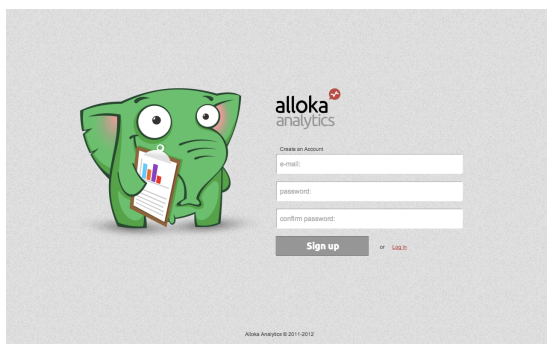 alloka
analytics
Create an Account
e-mail:
password:
confirm password:
Sign up or Log in
Alloka Analytics © 2011-2012